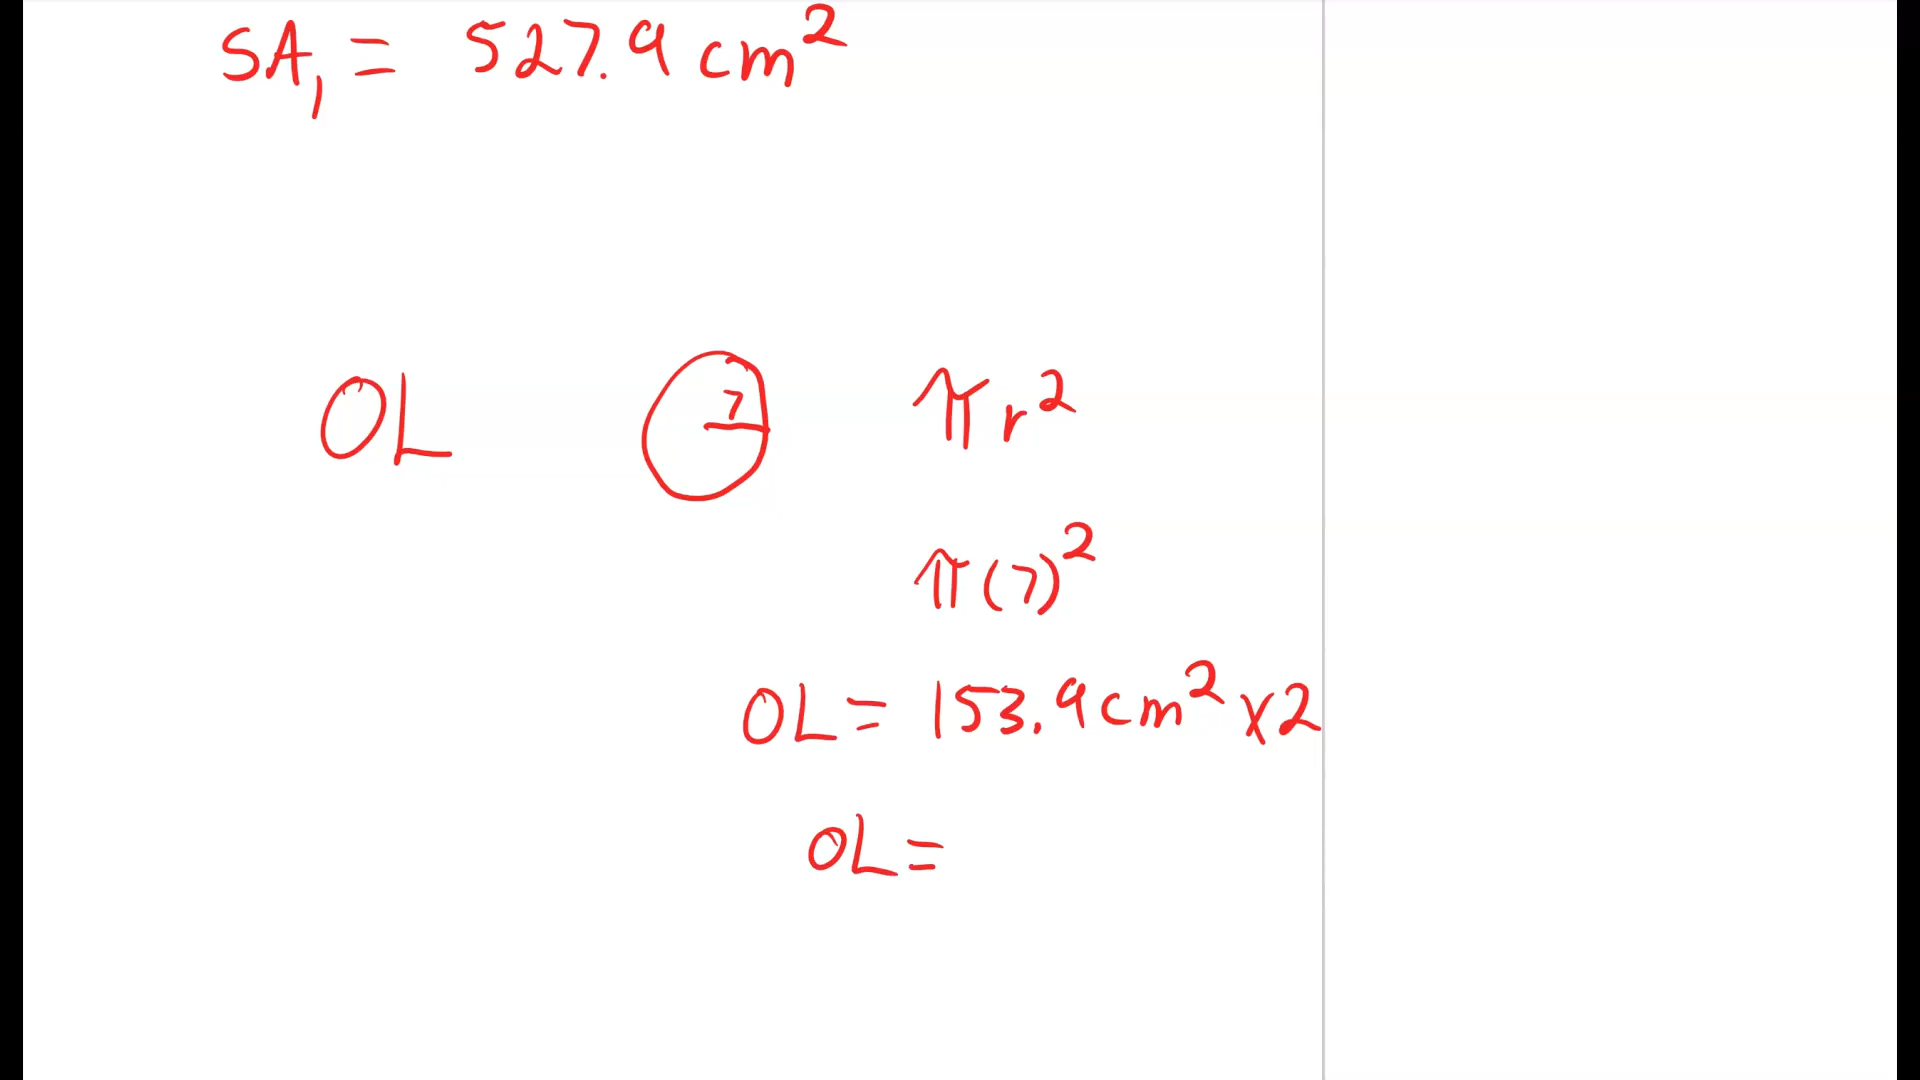 SA₁ = 527.9 cm²
OL 7 πr²
π(7)²
OL = 153.9cm² x2
OL =